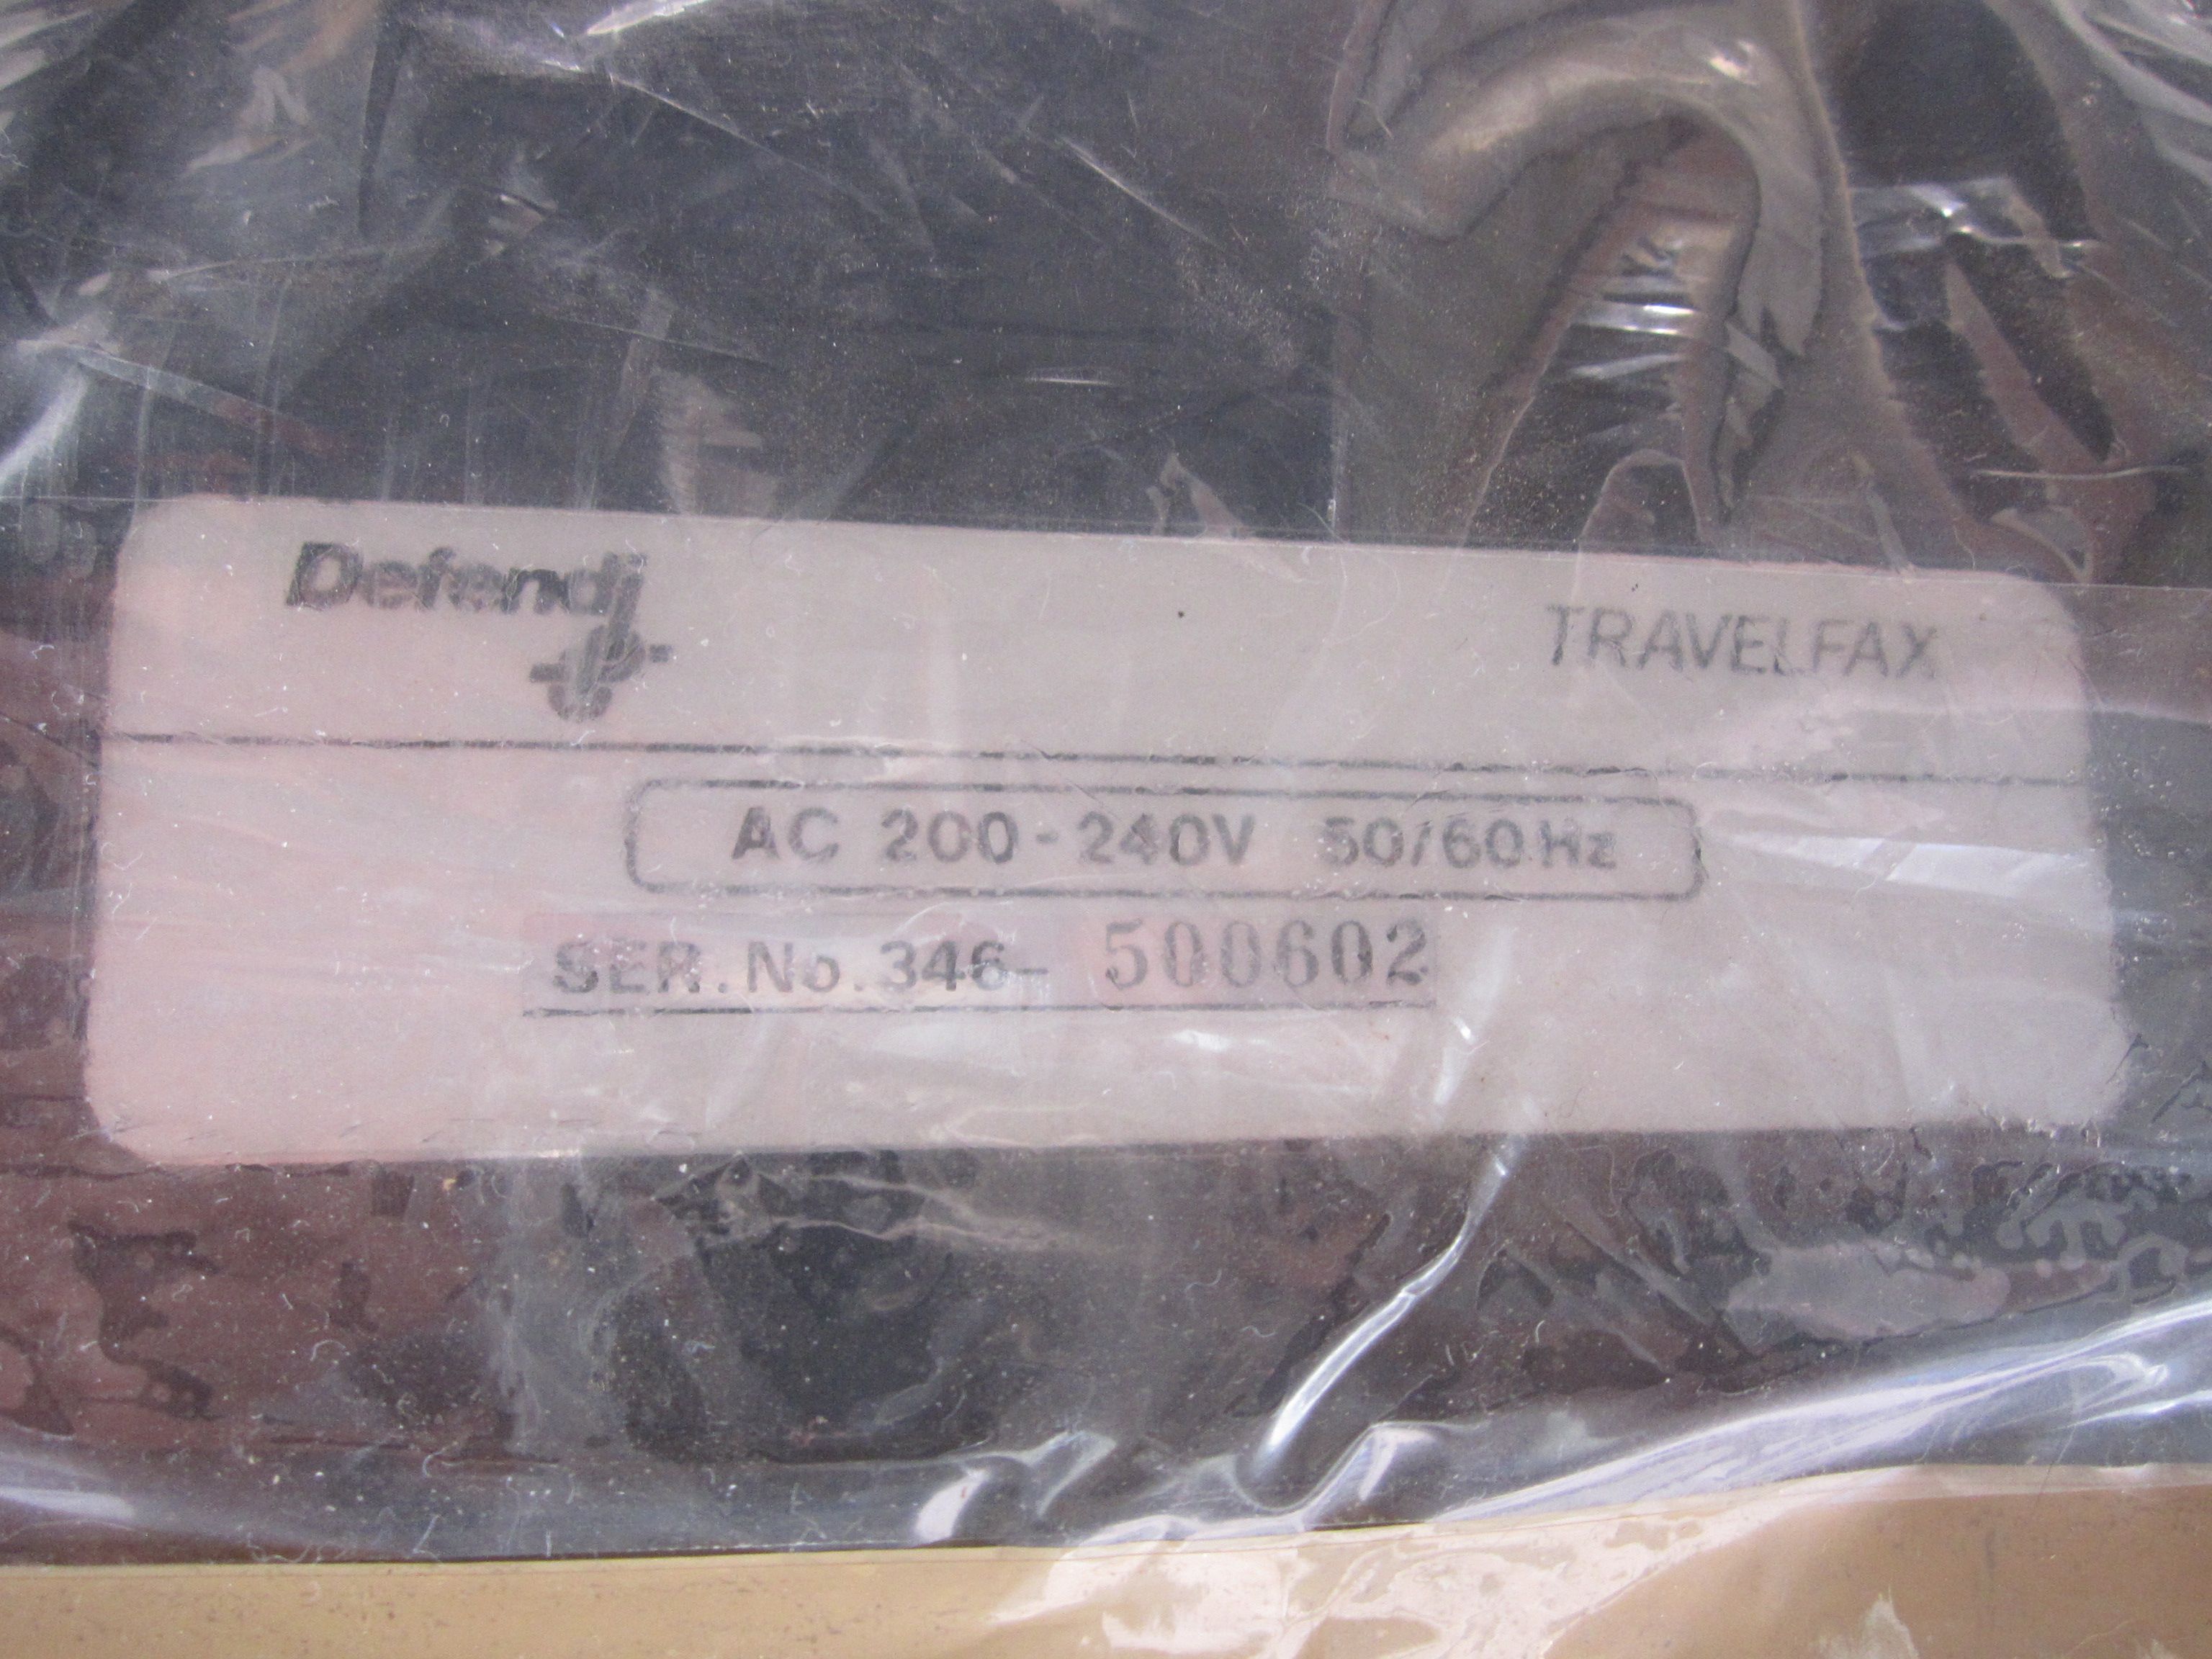 Defendi
TRAVELFAX
AC 200-240V 50/60Hz
SER.No.346- 500602